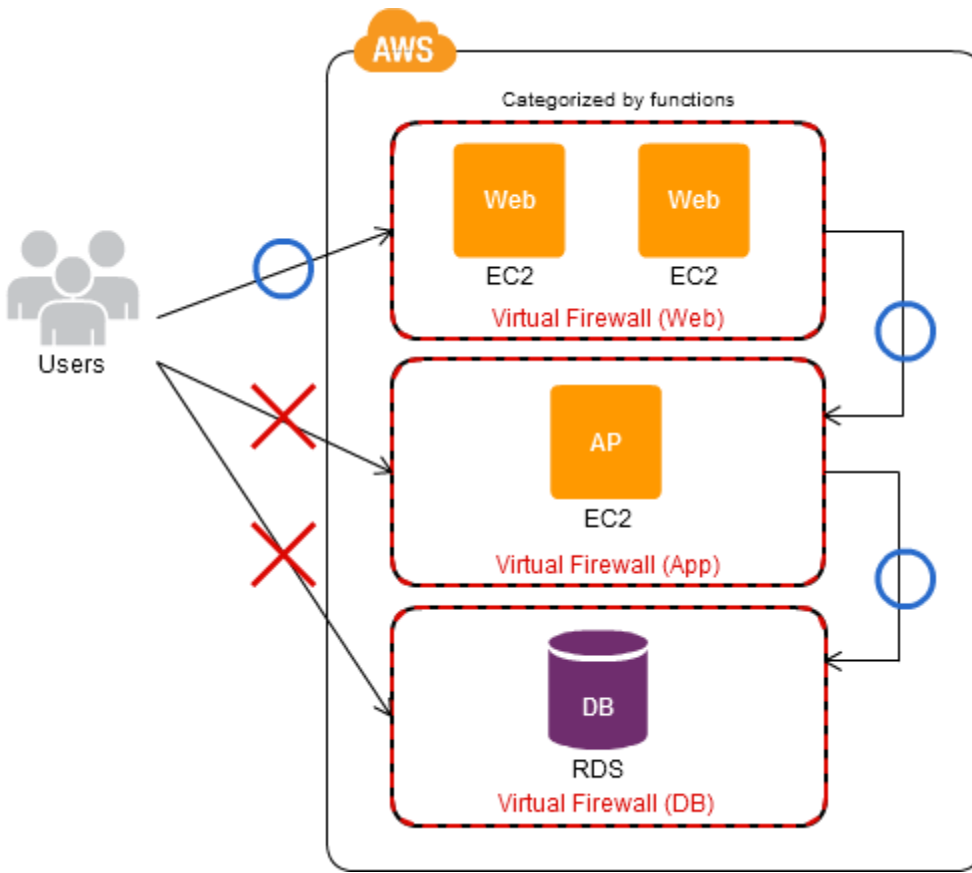 AWS
Categorized by functions
Web Web
EC2 EC2
Virtual Firewall (Web)
Users
AP
EC2
Virtual Firewall (App)
DB
RDS
Virtual Firewall (DB)